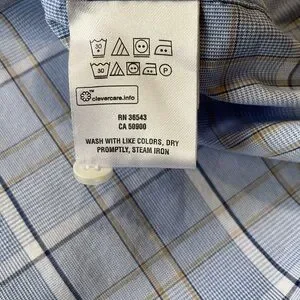 30
30 P
clevercare.info
RN 36543
CA 50900
WASH WITH LIKE COLORS, DRY
PROMPTLY, STEAM IRON